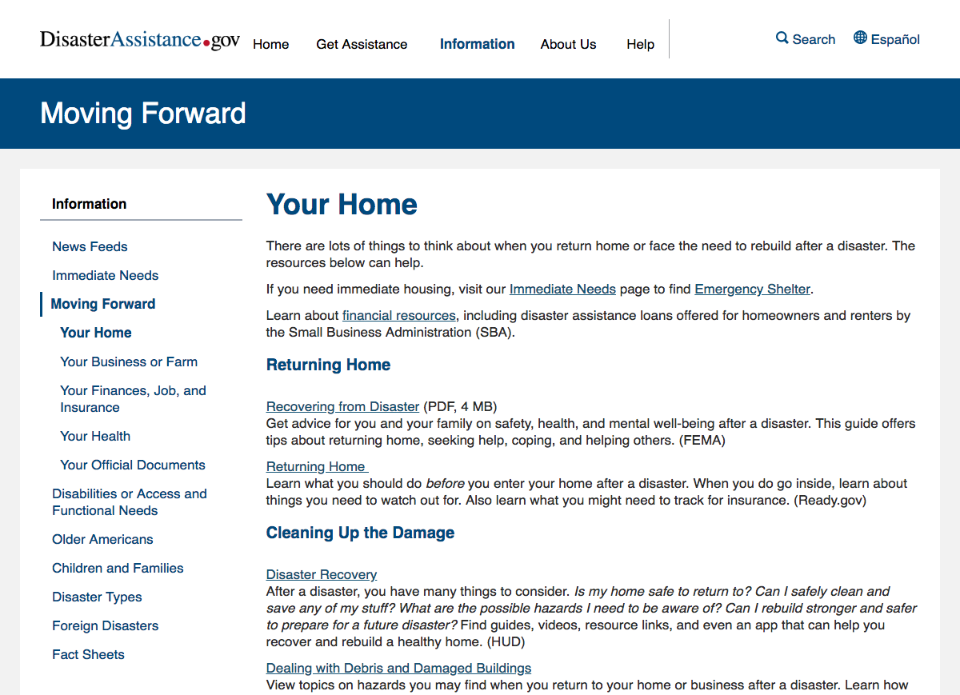 DisasterAssistance.gov
Home
Get Assistance
Information
About Us
Help
Search
Español
Moving Forward
Information
News Feeds
Immediate Needs
Moving Forward
Your Home
Your Business or Farm
Your Finances, Job, and
Insurance
Your Health
Your Official Documents
Disabilities or Access and
Functional Needs
Older Americans
Children and Families
Disaster Types
Foreign Disasters
Fact Sheets
Your Home
There are lots of things to think about when you return home or face the need to rebuild after a disaster. The
resources below can help.
If you need immediate housing, visit our Immediate Needs page to find Emergency Shelter.
Learn about financial resources, including disaster assistance loans offered for homeowners and renters by
the Small Business Administration (SBA).
Returning Home
Recovering from Disaster (PDF, 4 MB)
Get advice for you and your family on safety, health, and mental well-being after a disaster. This guide offers
tips about returning home, seeking help, coping, and helping others. (FEMA)
Returning Home
Learn what you should do before you enter your home after a disaster. When you do go inside, learn about
things you need to watch out for. Also learn what you might need to track for insurance. (Ready.gov)
Cleaning Up the Damage
Disaster Recovery
After a disaster, you have many things to consider. Is my home safe to return to? Can I safely clean and
save any of my stuff? What are the possible hazards I need to be aware of? Can I rebuild stronger and safer
to prepare for a future disaster? Find guides, videos, resource links, and even an app that can help you
recover and rebuild a healthy home. (HUD)
Dealing with Debris and Damaged Buildings
View topics on hazards you may find when you return to your home or business after a disaster. Learn how